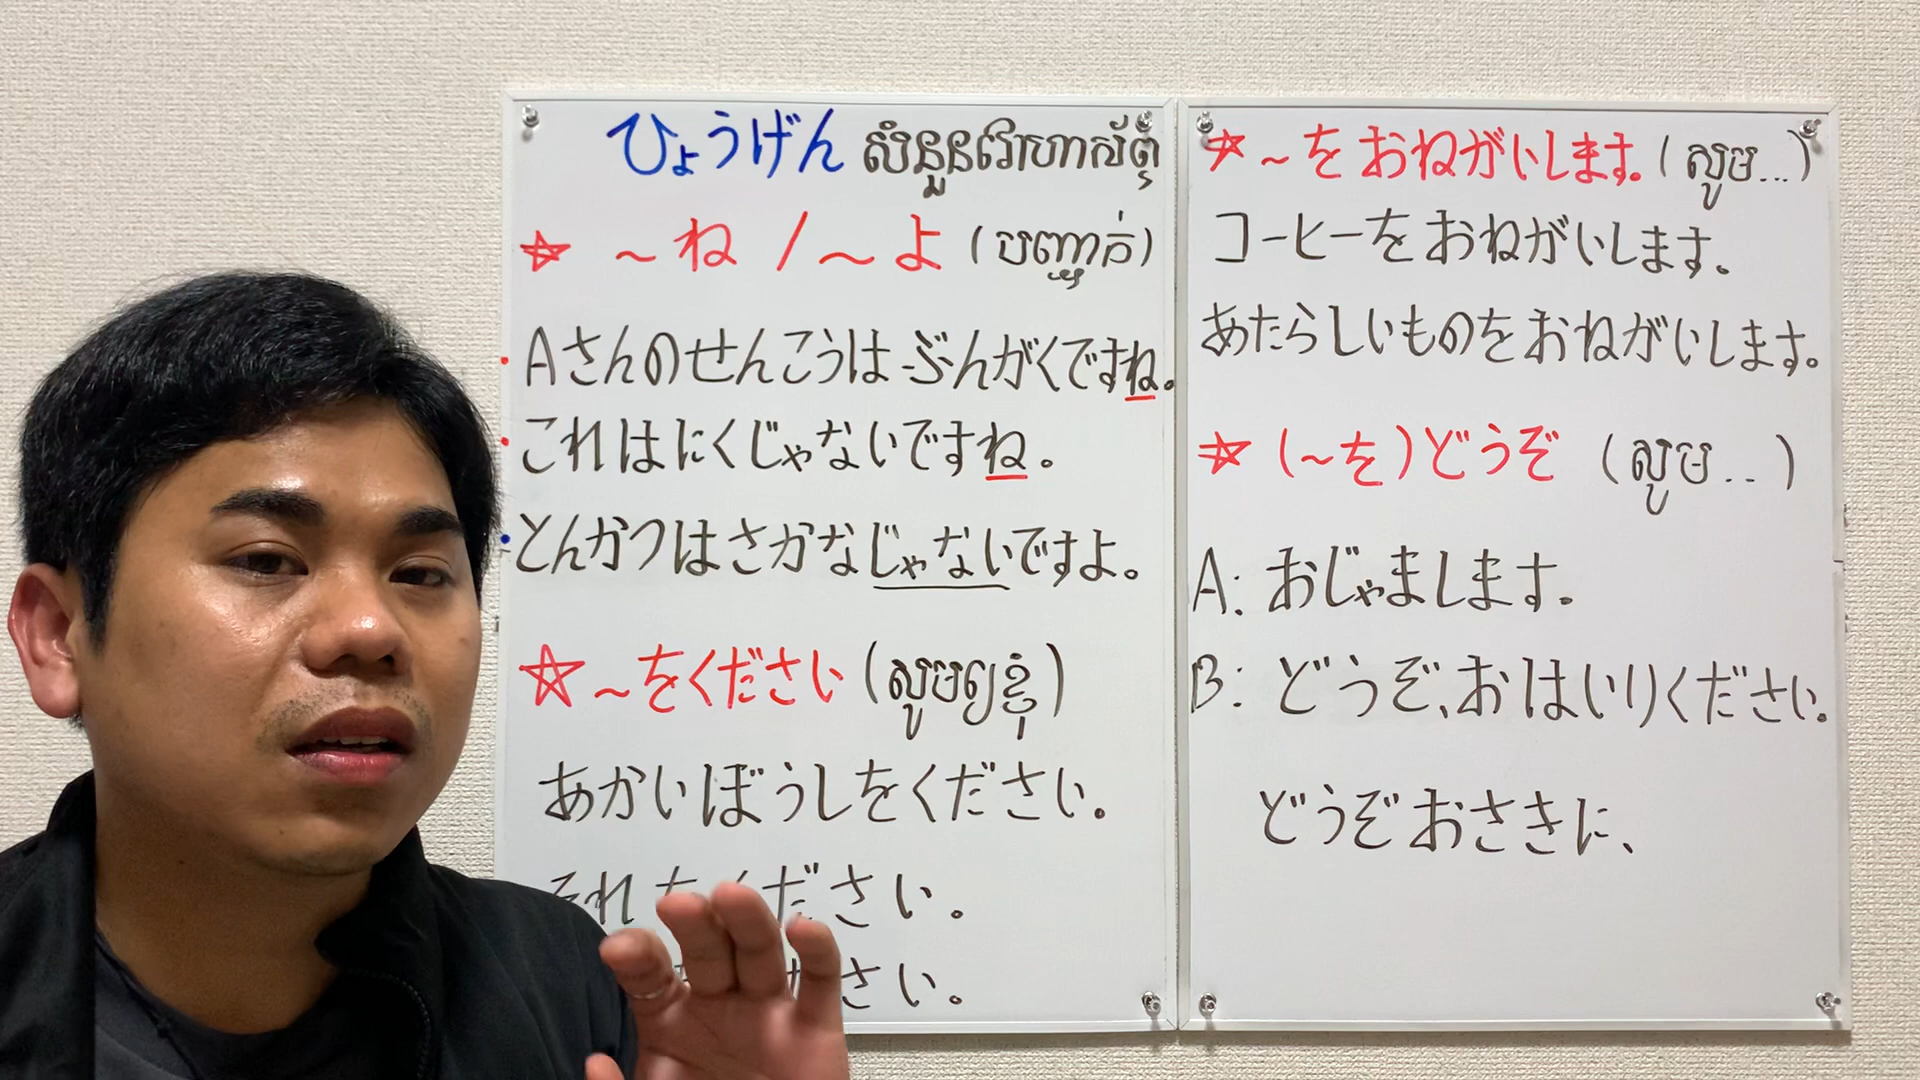 ひょうげん សំនួនវោហាស័ព្ទ
☆ ～ね / ～よ (បញ្ជាក់)
Aさんのせんこうはぶんがくですね。
これはにくじゃないですね。
とんかつはさかなじゃないですよ。
☆ ～をください (សូមឲ្យខ្ញុំ)
あかいぼうしをください。
それをください。
さい。
☆ ～をおねがいします。(សូម...)
コーヒーをおねがいします。
あたらしいものをおねがいします。
☆ (～を)どうぞ (សូម..)
A: おじゃまします。
B: どうぞ、おはいりください。
どうぞおさきに、